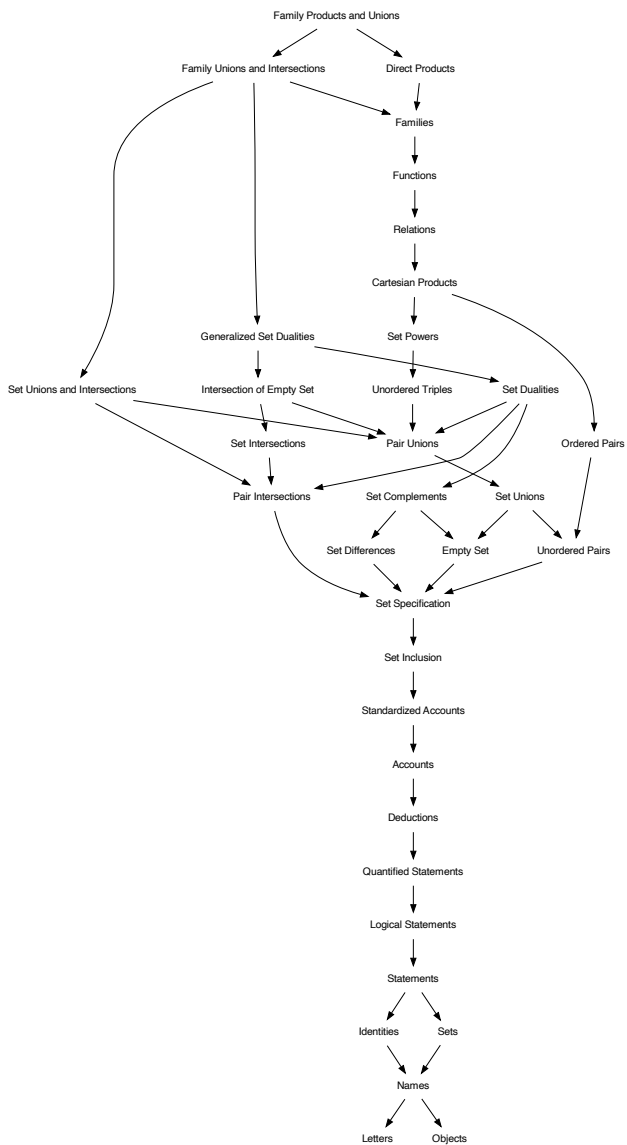 Family Products and Unions
Family Unions and Intersections
Direct Products
Families
Functions
Relations
Cartesian Products
Generalized Set Dualities
Set Powers
Set Unions and Intersections
Intersection of Empty Set
Unordered Triples
Set Dualities
Set Intersections
Pair Unions
Ordered Pairs
Pair Intersections
Set Complements
Set Unions
Set Differences
Empty Set
Unordered Pairs
Set Specification
Set Inclusion
Standardized Accounts
Accounts
Deductions
Quantified Statements
Logical Statements
Statements
Identities
Sets
Names
Letters
Objects